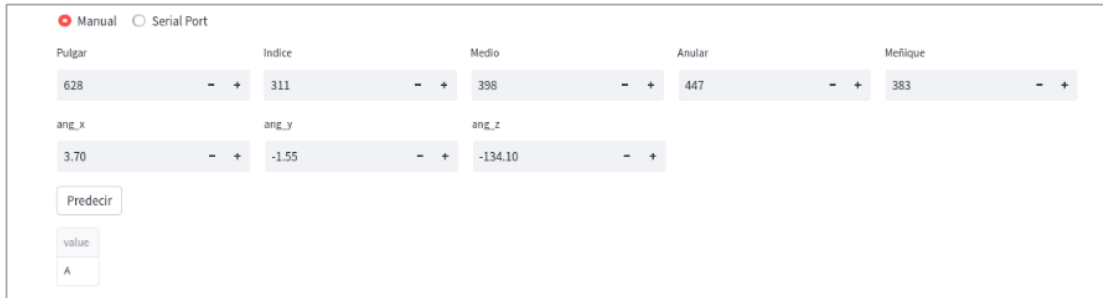 Manual Serial Port
Pulgar Indice Medio Anular Meñique
628 - + 311 - + 398 - + 447 - + 383 - +
ang_x ang_y ang_z
3.70 - + -1.55 - + -134.10 - +
Predecir
value
A